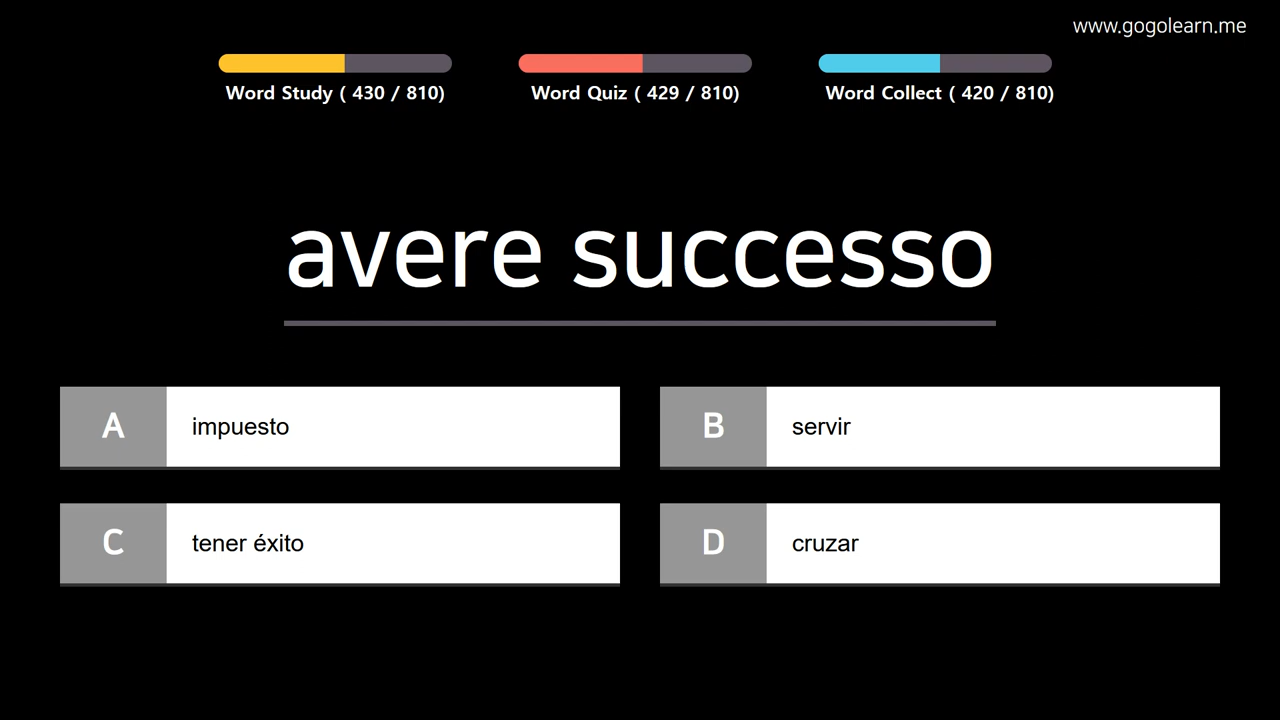 www.gogolearn.me
Word Study ( 430 / 810)
Word Quiz ( 429 / 810)
Word Collect ( 420 / 810)
avere successo
A impuesto
B servir
C tener éxito
D cruzar